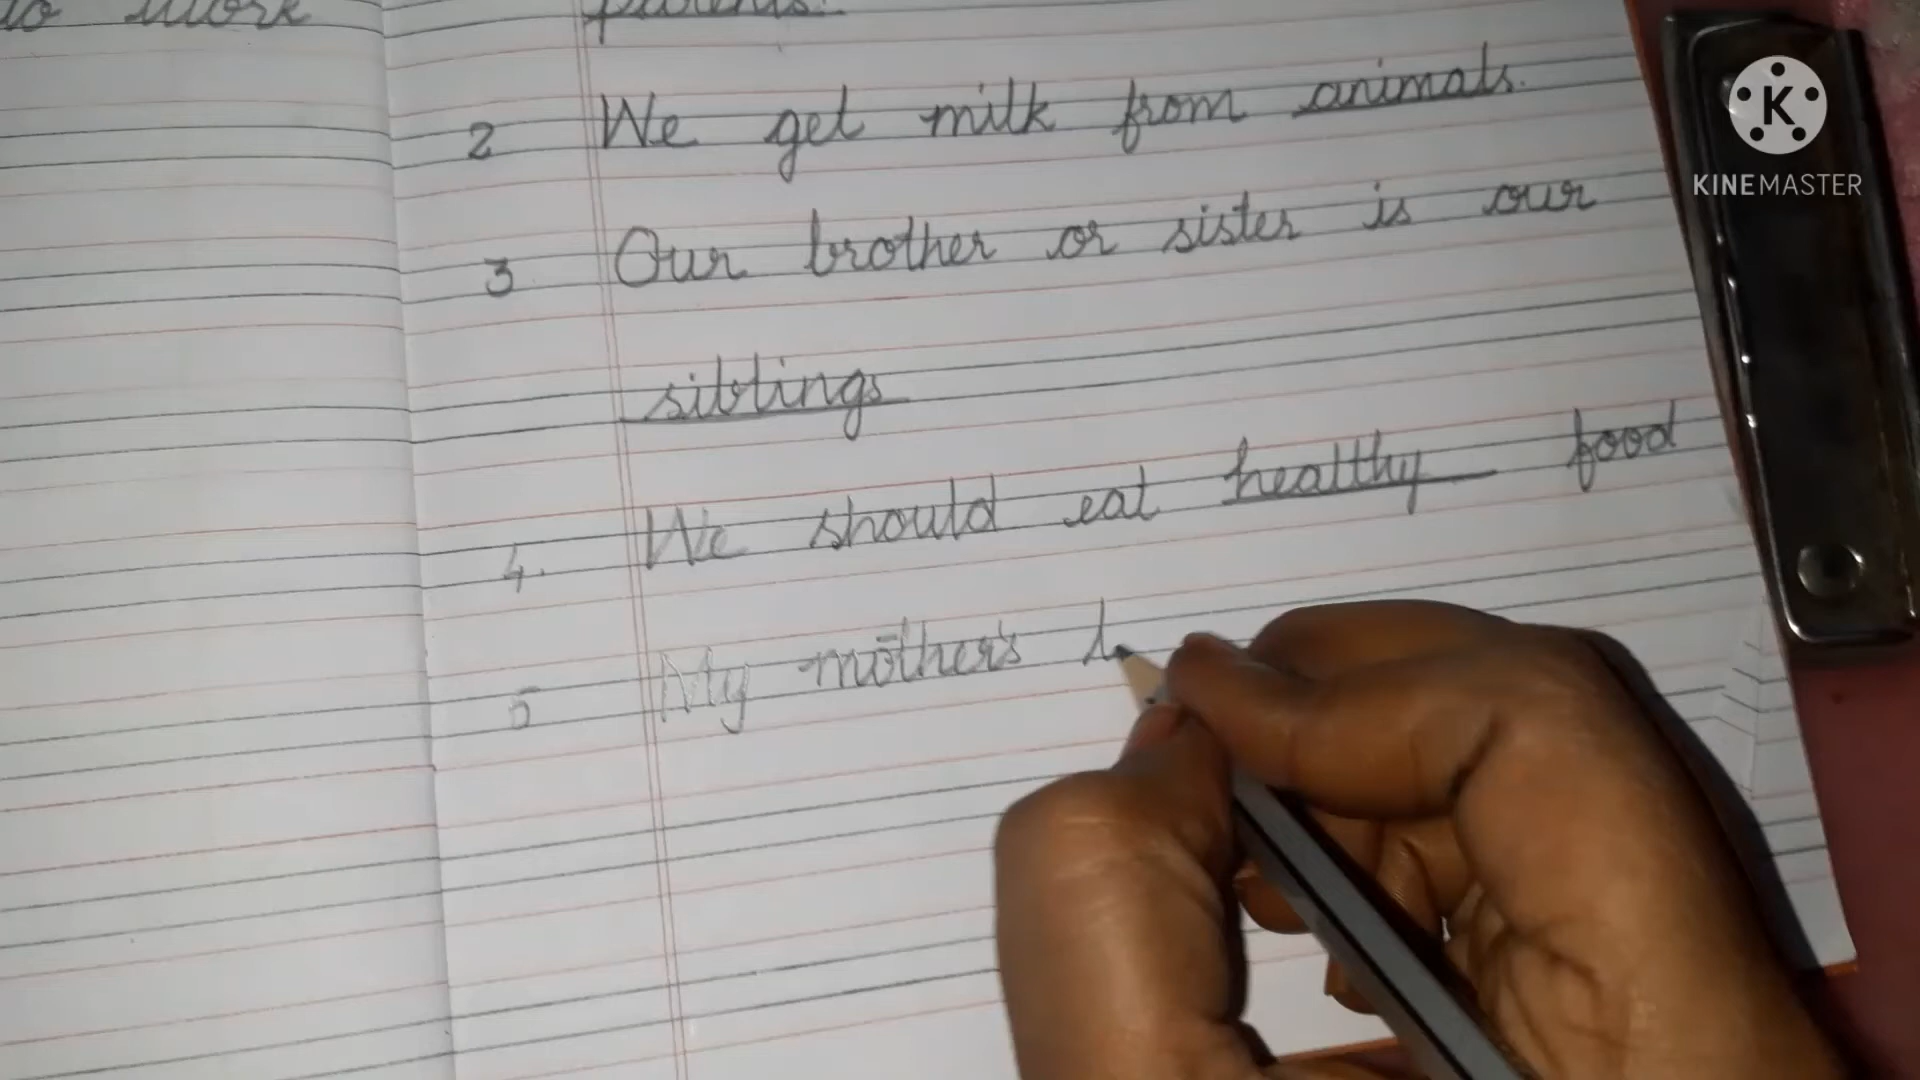 to work
parents.
2 We get milk from animals.
3 Our brother or sister is our
siblings
4. We should eat healthy food
5 My mother's
KINEMASTER